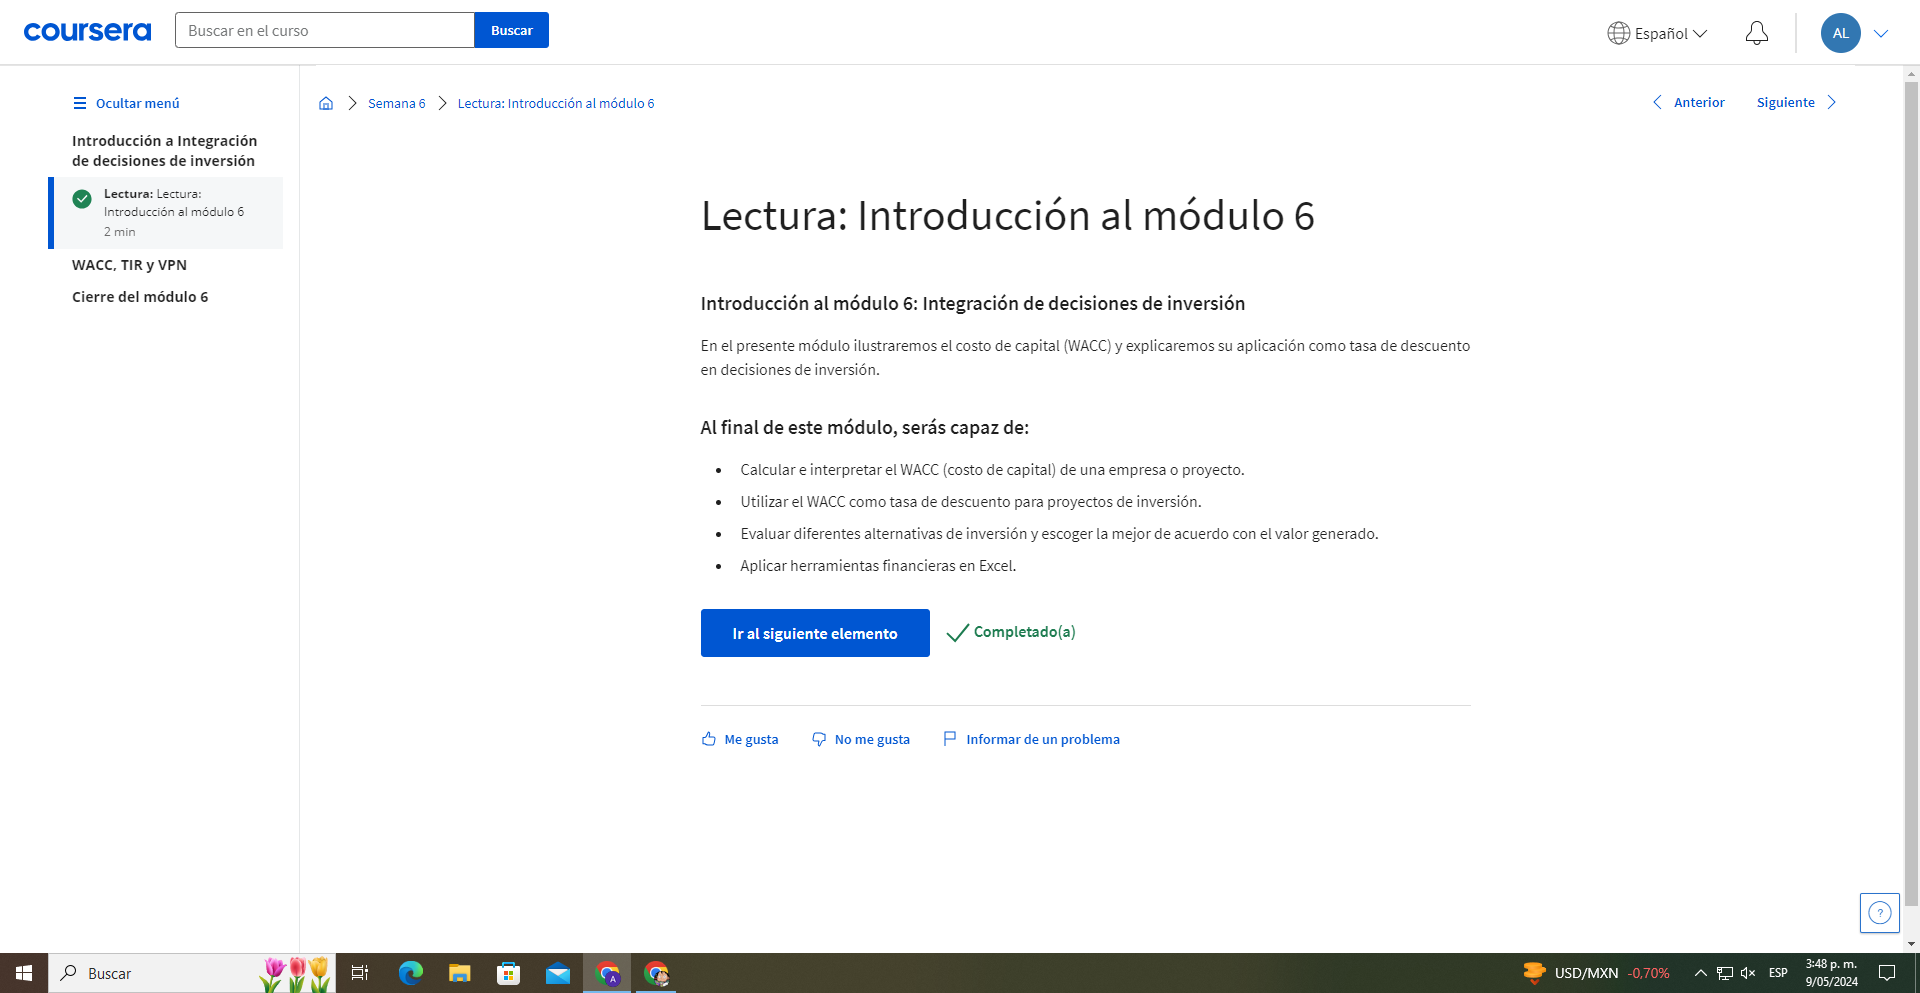 coursera
Buscar en el curso
Buscar
Español
AL
Ocultar menú
Semana 6
Lectura: Introducción al módulo 6
Anterior
Siguiente
Introducción a Integración
de decisiones de inversión
Lectura: Lectura:
Introducción al módulo 6
2 min
WACC, TIR y VPN
Cierre del módulo 6
Lectura: Introducción al módulo 6
Introducción al módulo 6: Integración de decisiones de inversión
En el presente módulo ilustraremos el costo de capital (WACC) y explicaremos su aplicación como tasa de descuento
en decisiones de inversión.
Al final de este módulo, serás capaz de:
• Calcular e interpretar el WACC (costo de capital) de una empresa o proyecto.
• Utilizar el WACC como tasa de descuento para proyectos de inversión.
• Evaluar diferentes alternativas de inversión y escoger la mejor de acuerdo con el valor generado.
• Aplicar herramientas financieras en Excel.
Ir al siguiente elemento
Completado(a)
Me gusta
No me gusta
Informar de un problema
?
Buscar
A
USD/MXN -0,70%
ESP
3:48 p. m.
9/05/2024